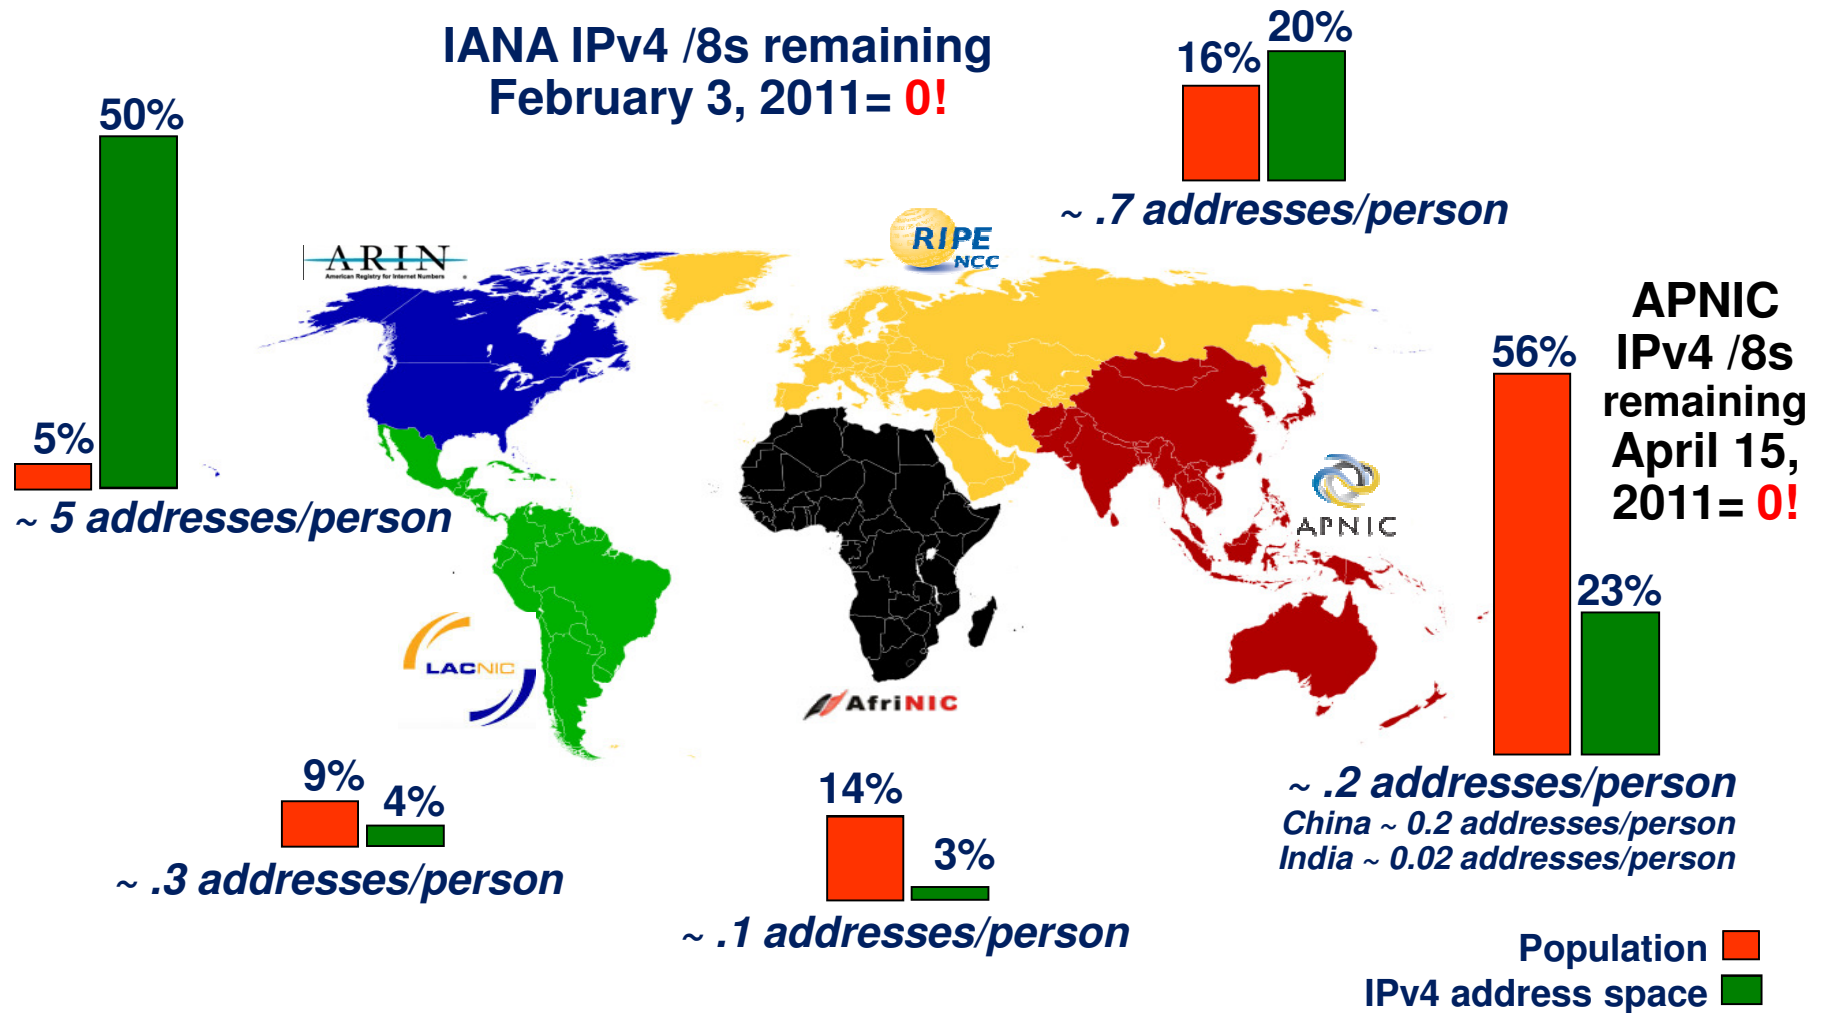 IANA IPv4 /8s remaining
February 3, 2011= 0!
50%
5%
~ 5 addresses/person
16%
20%
~ .7 addresses/person
ARIN
American Registry for Internet Numbers
RIPE
NCC
APNIC
IPv4 /8s
remaining
April 15,
2011= 0!
56%
23%
APNIC
LACNIC
AfriNIC
~ .2 addresses/person
China ~ 0.2 addresses/person
India ~ 0.02 addresses/person
9%
4%
~ .3 addresses/person
14%
3%
~ .1 addresses/person
Population
IPv4 address space